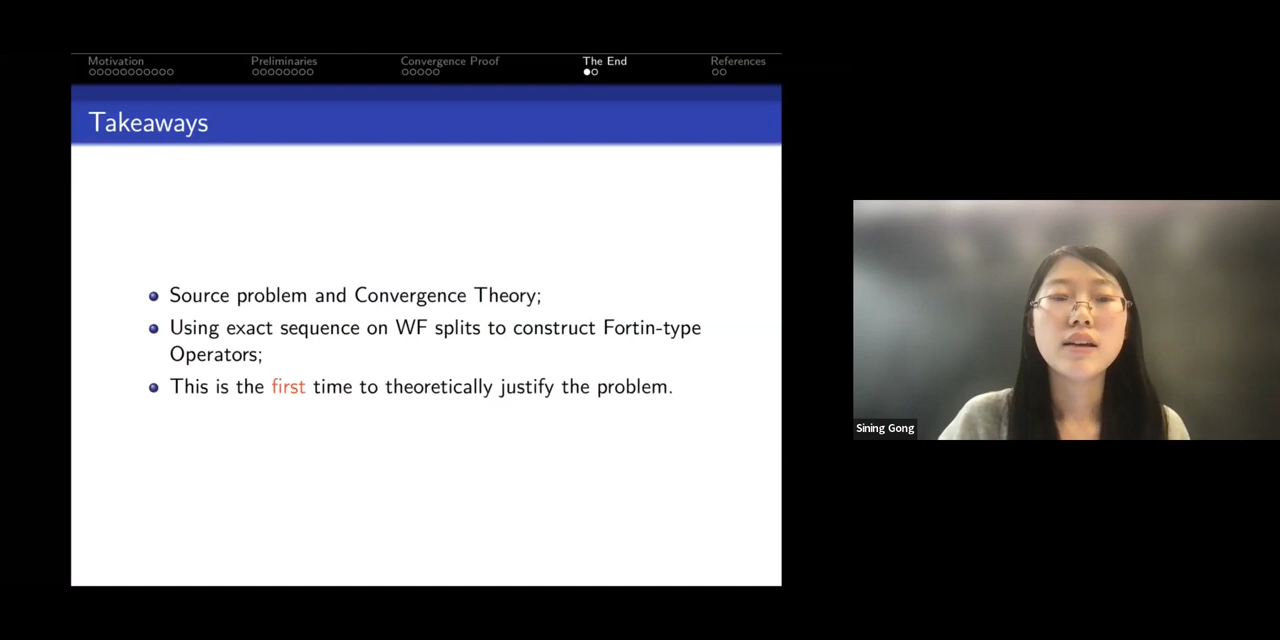 Motivation Preliminaries Convergence Proof The End References
Takeaways
Source problem and Convergence Theory;
Using exact sequence on WF splits to construct Fortin-type
Operators;
This is the first time to theoretically justify the problem.
Sining Gong